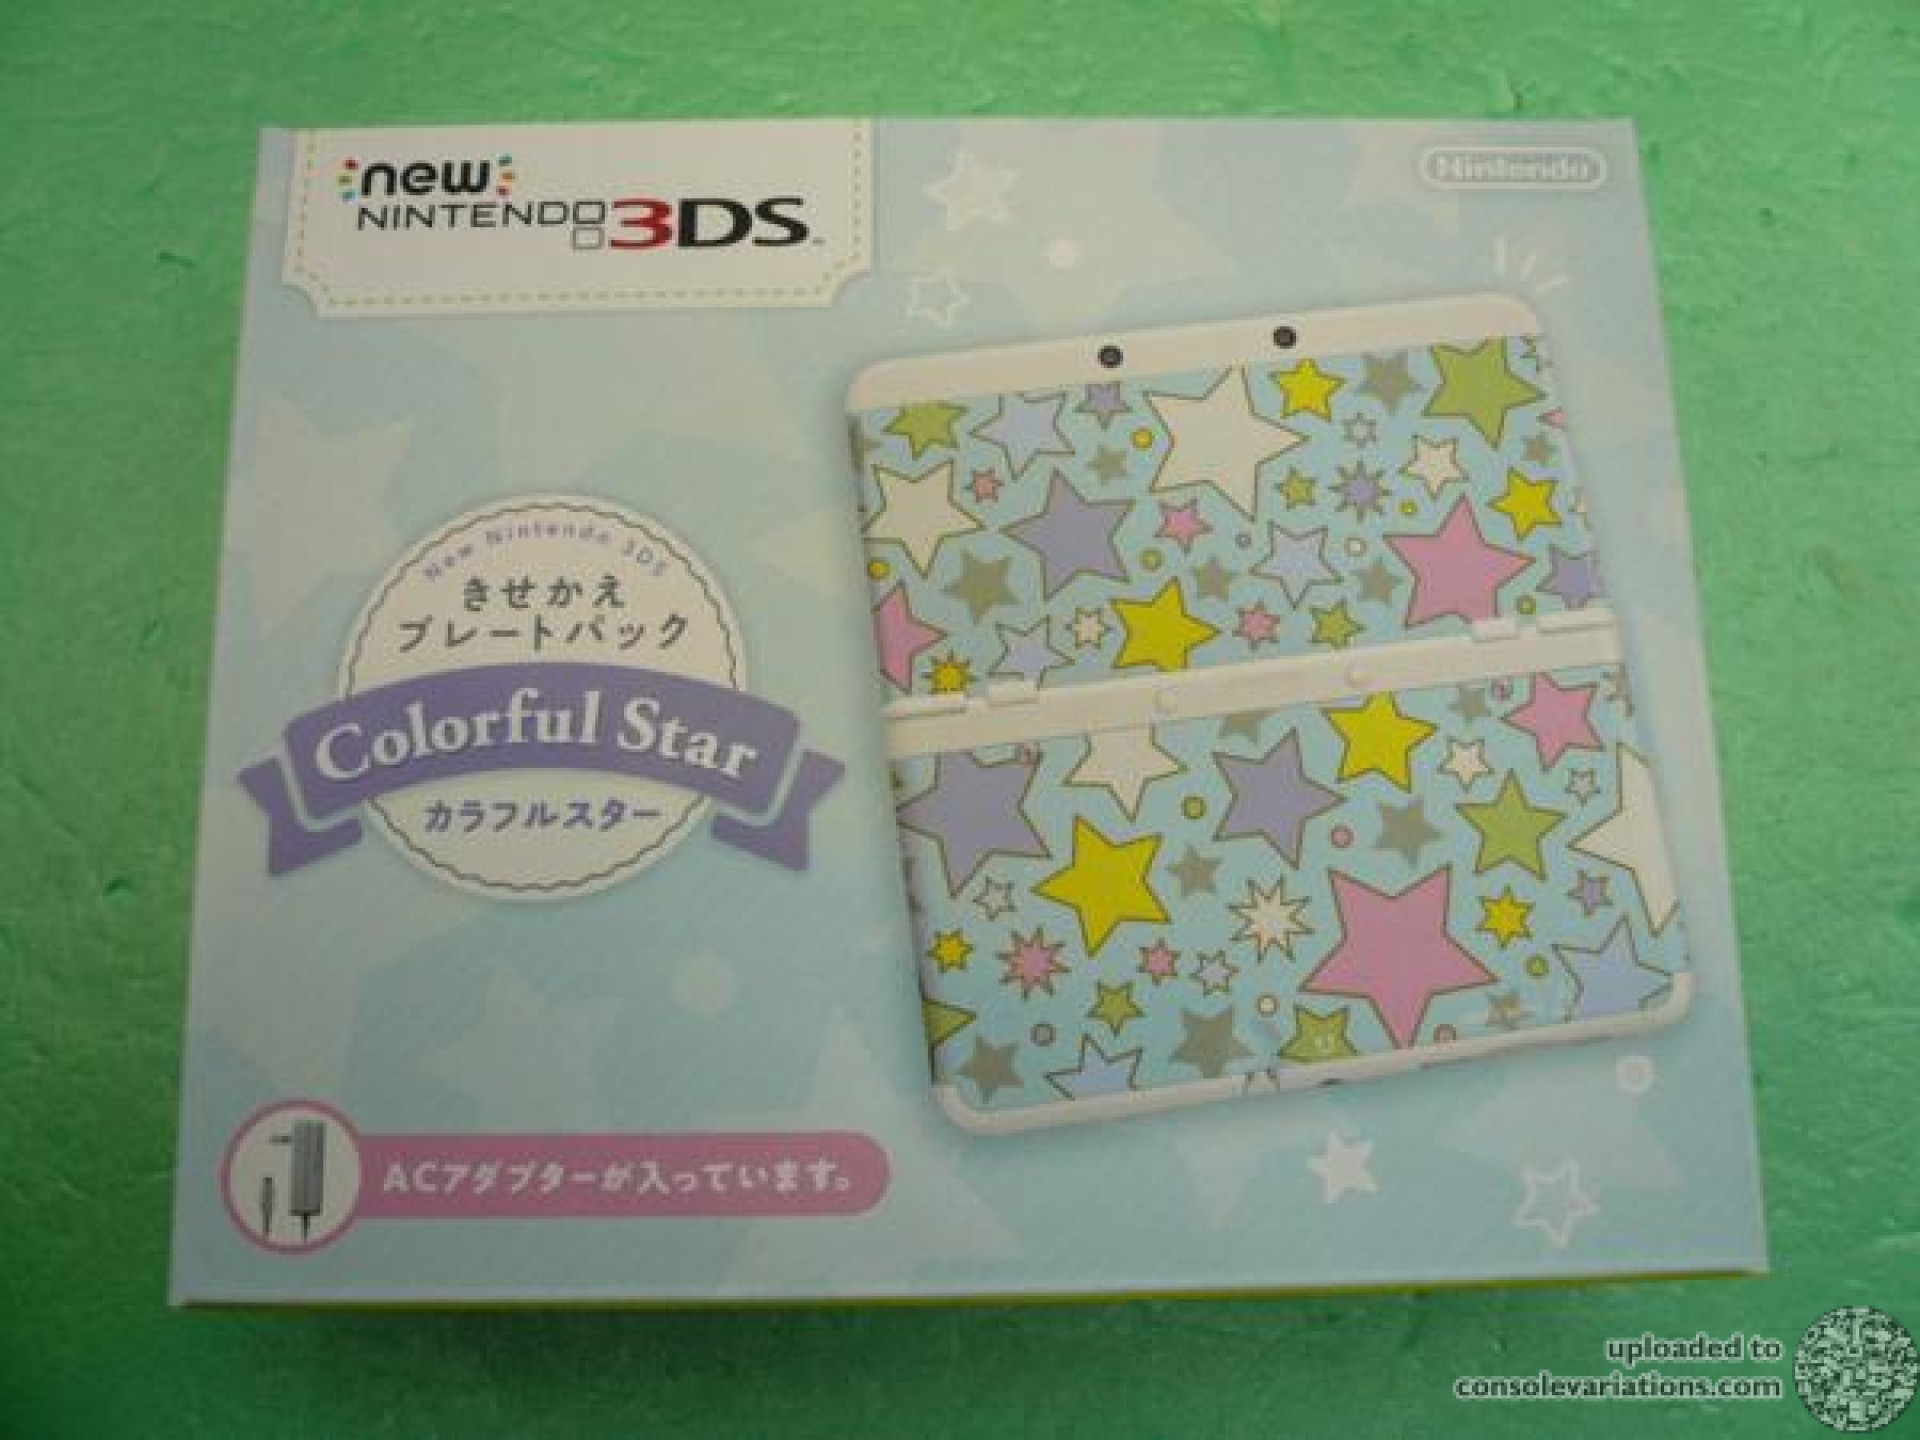 new
NINTENDO 3DS™
Nintendo
New Nintendo 3DS
きせかえ
プレートパック
Colorful Star
カラフルスター
ACアダプターが入っています。
uploaded to
consolevariations.com